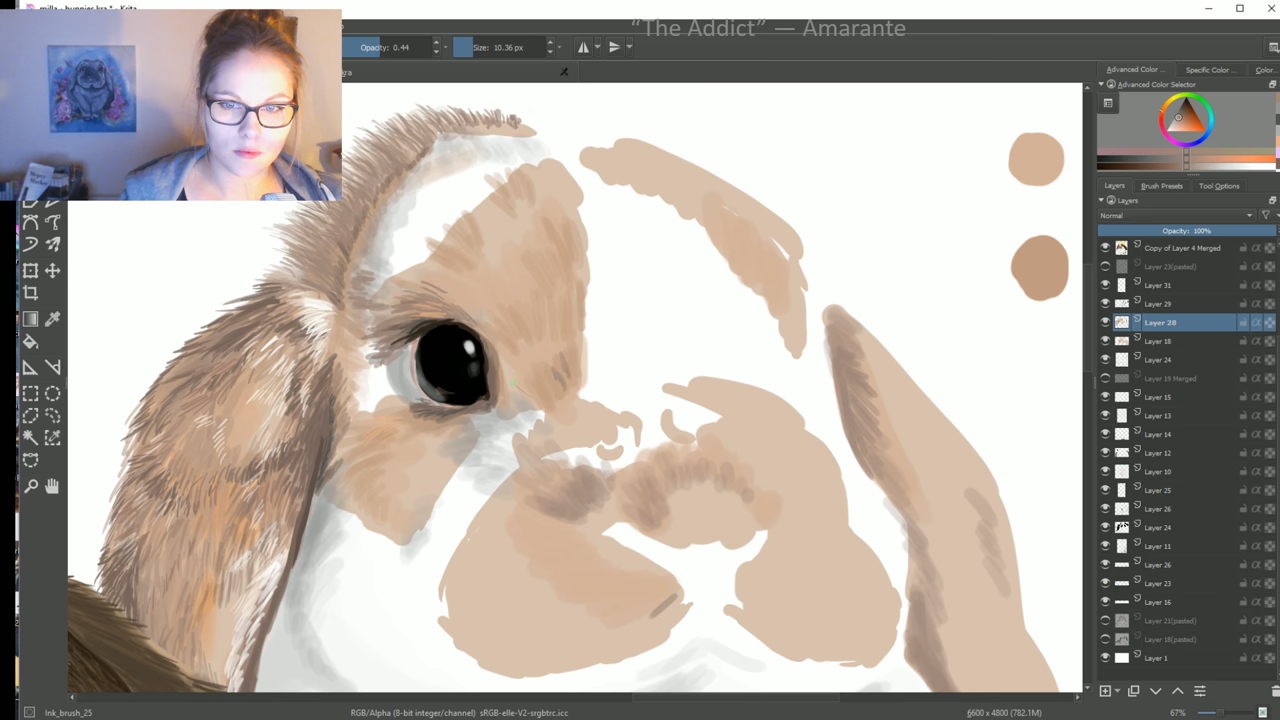 milla - bunnies.kra * - Krita
"The Addict" — Amarante
Opacity: 0.44
Size: 10.36 px
kra
Advanced Color ...
Specific Color ...
Color...
Advanced Color Selector
Layers
Brush Presets
Tool Options
Layers
Normal
Opacity: 100%
Copy of Layer 4 Merged
Layer 23(pasted)
Layer 31
Layer 29
Layer 28
Layer 18
Layer 24
Layer 19 Merged
Layer 15
Layer 13
Layer 14
Layer 12
Layer 10
Layer 25
Layer 26
Layer 24
Layer 11
Layer 26
Layer 23
Layer 16
Layer 21(pasted)
Layer 18(pasted)
Layer 1
Ink_brush_25
RGB/Alpha (8-bit integer/channel) sRGB-elle-V2-srgbtrc.icc
6600 x 4800 (782.1M)
67%